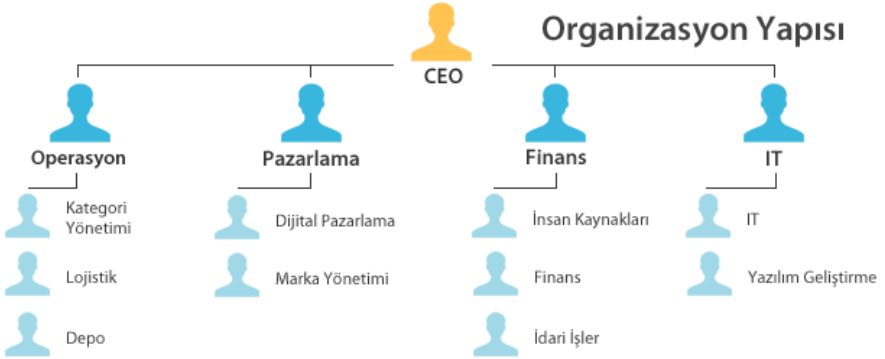 Organizasyon Yapısı
CEO
Operasyon
Pazarlama
Finans
IT
Kategori
Yönetimi
Lojistik
Depo
Dijital Pazarlama
Marka Yönetimi
İnsan Kaynakları
Finans
İdari İşler
IT
Yazılım Geliştirme